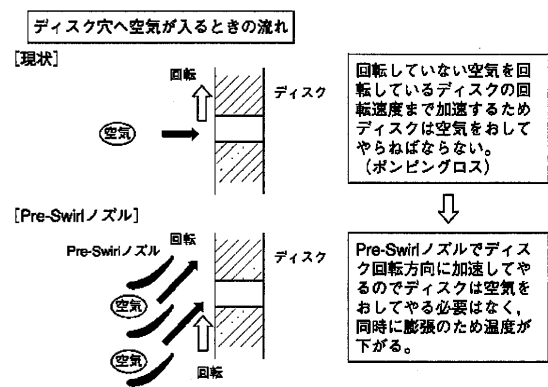 ディスク穴へ空気が入るときの流れ
[現状]
回転
ディスク
空気
回転していない空気を回
転しているディスクの回
転速度まで加速するため
ディスクは空気をおして
やらねばならない。
(ポンピングロス)
[Pre-Swirlノズル]
Pre-Swirlノズル
回転
ディスク
空気
空気
回転
Pre-Swirlノズルでディス
ク回転方向に加速してや
るのでディスクは空気を
おしてやる必要はなく,
同時に膨張のため温度が
下がる。